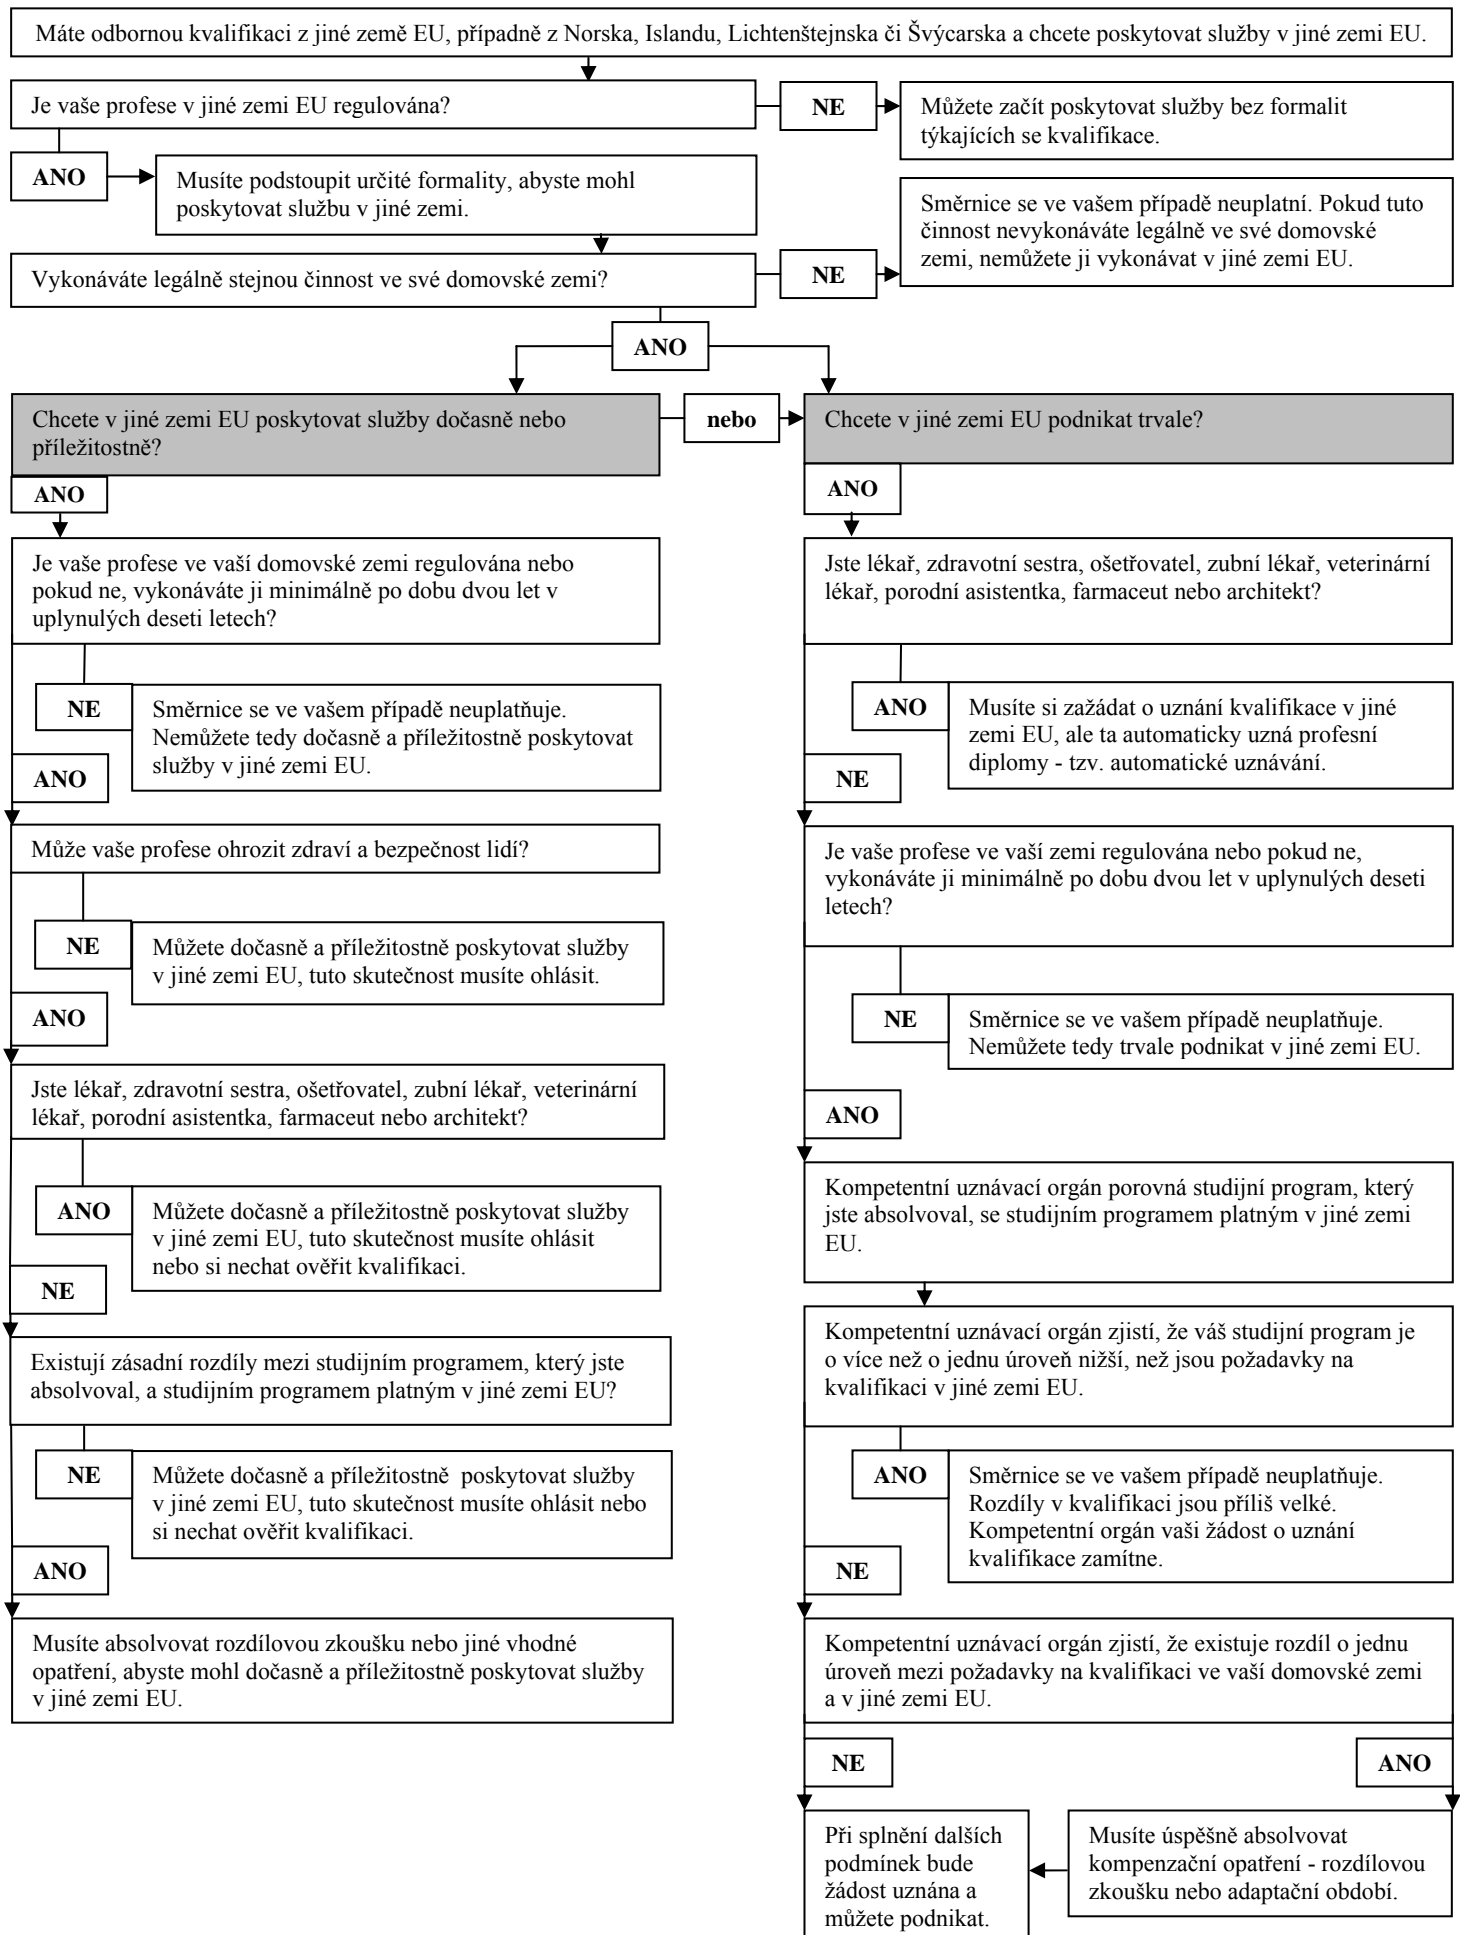 Máte odbornou kvalifikaci z jiné země EU, případně z Norska, Islandu, Lichtenštejnska či Švýcarska a chcete poskytovat služby v jiné zemi EU.
Je vaše profese v jiné zemi EU regulována?
NE
Můžete začít poskytovat služby bez formalit
týkajících se kvalifikace.
ANO
Musíte podstoupit určité formality, abyste mohl
poskytovat službu v jiné zemi.
Směrnice se ve vašem případě neuplatní. Pokud tuto
činnost nevykonáváte legálně ve své domovské
zemi, nemůžete ji vykonávat v jiné zemi EU.
Vykonáváte legálně stejnou činnost ve své domovské zemi?
NE
ANO
Chcete v jiné zemi EU poskytovat služby dočasně nebo
příležitostně?
nebo
Chcete v jiné zemi EU podnikat trvale?
ANO
Je vaše profese ve vaší domovské zemi regulována nebo
pokud ne, vykonáváte ji minimálně po dobu dvou let v
uplynulých deseti letech?
NE
Směrnice se ve vašem případě neuplatňuje.
Nemůžete tedy dočasně a příležitostně poskytovat
služby v jiné zemi EU.
ANO
Může vaše profese ohrozit zdraví a bezpečnost lidí?
NE
Můžete dočasně a příležitostně poskytovat služby
v jiné zemi EU, tuto skutečnost musíte ohlásit.
ANO
Jste lékař, zdravotní sestra, ošetřovatel, zubní lékař, veterinární
lékař, porodní asistentka, farmaceut nebo architekt?
ANO
Můžete dočasně a příležitostně poskytovat služby
v jiné zemi EU, tuto skutečnost musíte ohlásit
nebo si nechat ověřit kvalifikaci.
NE
Existují zásadní rozdíly mezi studijním programem, který jste
absolvoval, a studijním programem platným v jiné zemi EU?
NE
Můžete dočasně a příležitostně poskytovat služby
v jiné zemi EU, tuto skutečnost musíte ohlásit nebo
si nechat ověřit kvalifikaci.
ANO
Musíte absolvovat rozdílovou zkoušku nebo jiné vhodné
opatření, abyste mohl dočasně a příležitostně poskytovat služby
v jiné zemi EU.
ANO
Jste lékař, zdravotní sestra, ošetřovatel, zubní lékař, veterinární
lékař, porodní asistentka, farmaceut nebo architekt?
ANO
Musíte si zažádat o uznání kvalifikace v jiné
zemi EU, ale ta automaticky uzná profesní
diplomy - tzv. automatické uznávání.
NE
Je vaše profese ve vaší zemi regulována nebo pokud ne,
vykonáváte ji minimálně po dobu dvou let v uplynulých deseti
letech?
NE
Směrnice se ve vašem případě neuplatňuje.
Nemůžete tedy trvale podnikat v jiné zemi EU.
ANO
Kompetentní uznávací orgán porovná studijní program, který
jste absolvoval, se studijním programem platným v jiné zemi
EU.
Kompetentní uznávací orgán zjistí, že váš studijní program je
o více než o jednu úroveň nižší, než jsou požadavky na
kvalifikaci v jiné zemi EU.
ANO
Směrnice se ve vašem případě neuplatňuje.
Rozdíly v kvalifikaci jsou příliš velké.
Kompetentní orgán vaši žádost o uznání
kvalifikace zamítne.
NE
Kompetentní uznávací orgán zjistí, že existuje rozdíl o jednu
úroveň mezi požadavky na kvalifikaci ve vaší domovské zemi
a v jiné zemi EU.
NE
ANO
Při splnění dalších
podmínek bude
žádost uznána a
můžete podnikat.
Musíte úspěšně absolvovat
kompenzační opatření - rozdílovou
zkoušku nebo adaptační období.